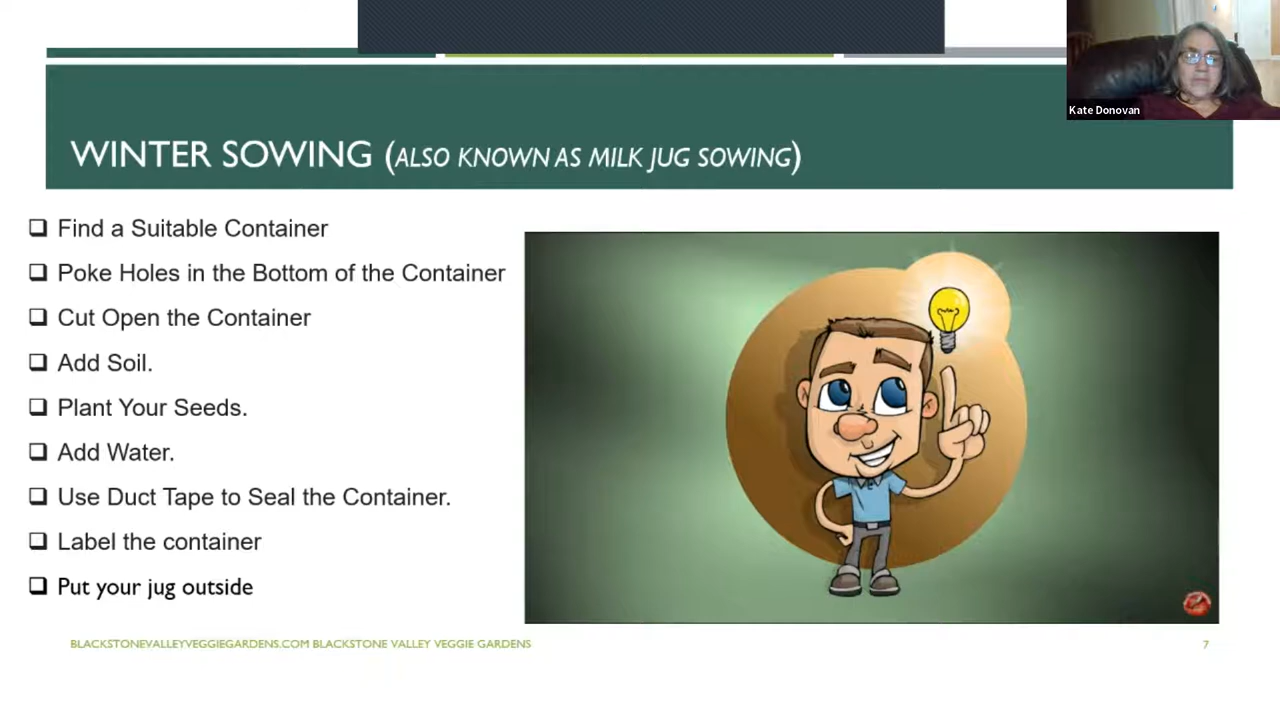 Kate Donovan
WINTER SOWING (ALSO KNOWN AS MILK JUG SOWING)
Find a Suitable Container
Poke Holes in the Bottom of the Container
Cut Open the Container
Add Soil.
Plant Your Seeds.
Add Water.
Use Duct Tape to Seal the Container.
Label the container
Put your jug outside
BLACKSTONEVALLEYVEGGIEGARDENS.COM BLACKSTONE VALLEY VEGGIE GARDENS
7